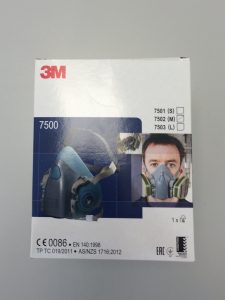 3M
7501 (S)
7502 (M)
7503 (L)
7500
1 x
CE 0086 • EN 140:1998
TP TC 019/2011 • AS/NZS 1716:2012
EAC